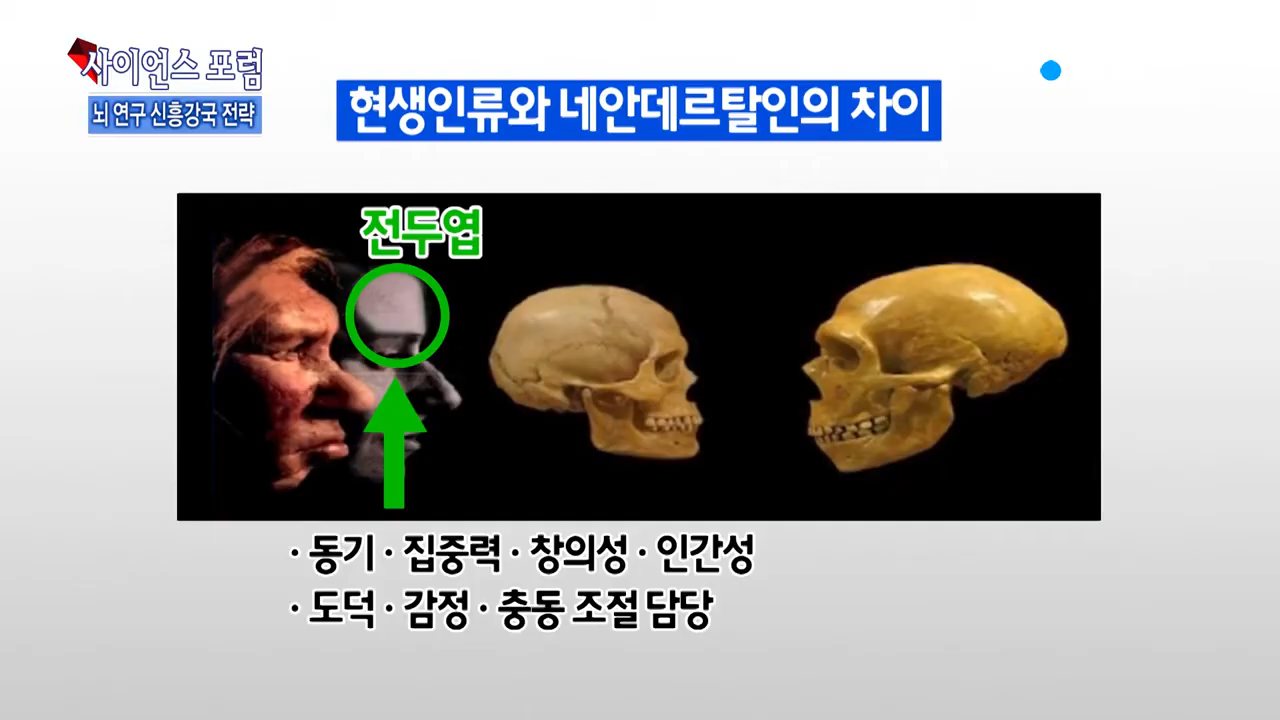 사이언스 포럼
뇌 연구 신흥강국 전략
현생인류와 네안데르탈인의 차이
전두엽
· 동기 · 집중력 · 창의성 · 인간성
· 도덕 · 감정 · 충동 조절 담당